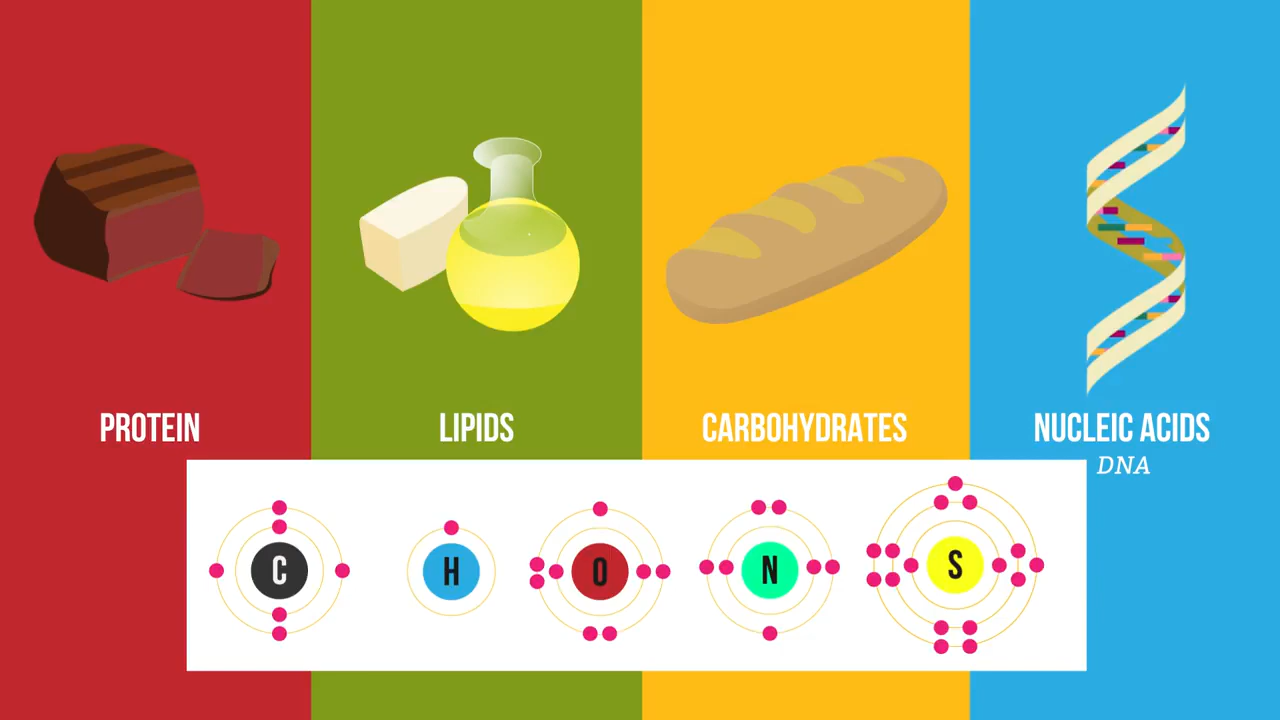 PROTEIN
LIPIDS
CARBOHYDRATES
NUCLEIC ACIDS
DNA
C
H
O
N
S